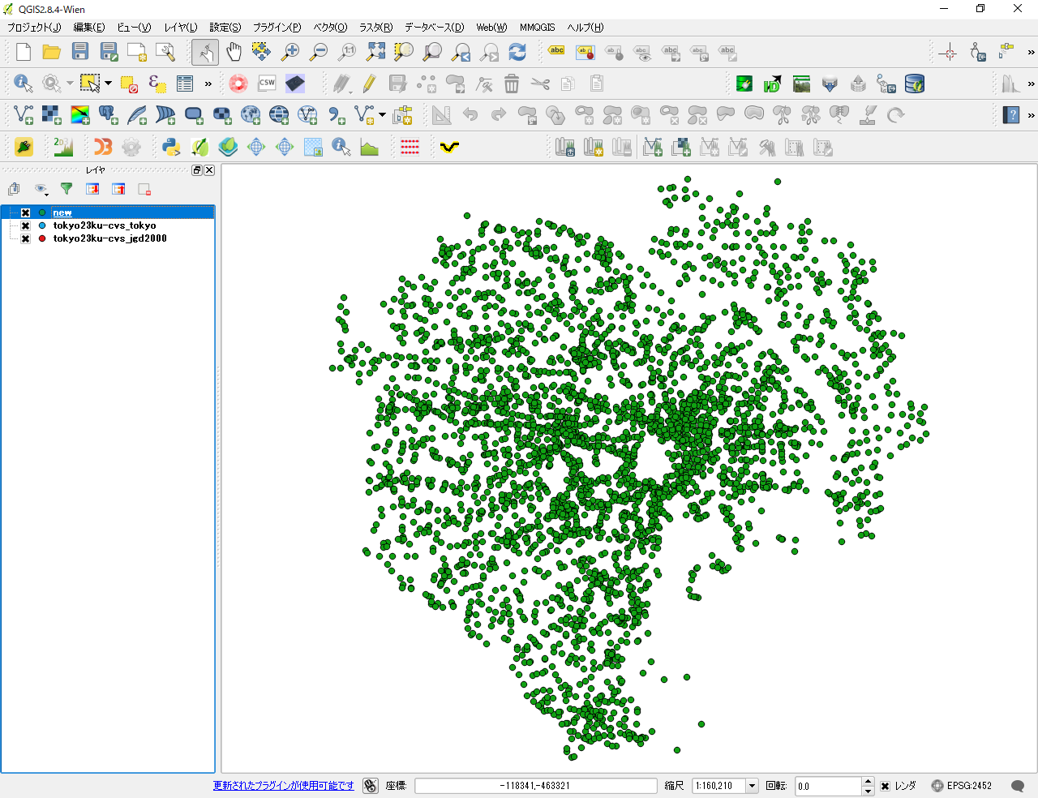 QGIS2.8.4-Wien
プロジェクト(J) 編集(E) ビュー(V) レイヤ(L) 設定(S) プラグイン(P) ベクタ(O) ラスタ(R) データベース(D) Web(W) MMQGIS ヘルプ(H)
abc
CSW
レイヤ
new
tokyo23ku-cvs_tokyo
tokyo23ku-cvs_jgd2000
更新されたプラグインが使用可能です 座標: -118341,-463321 縮尺 1:160,210 回転: 0.0 レンダ EPSG:2452